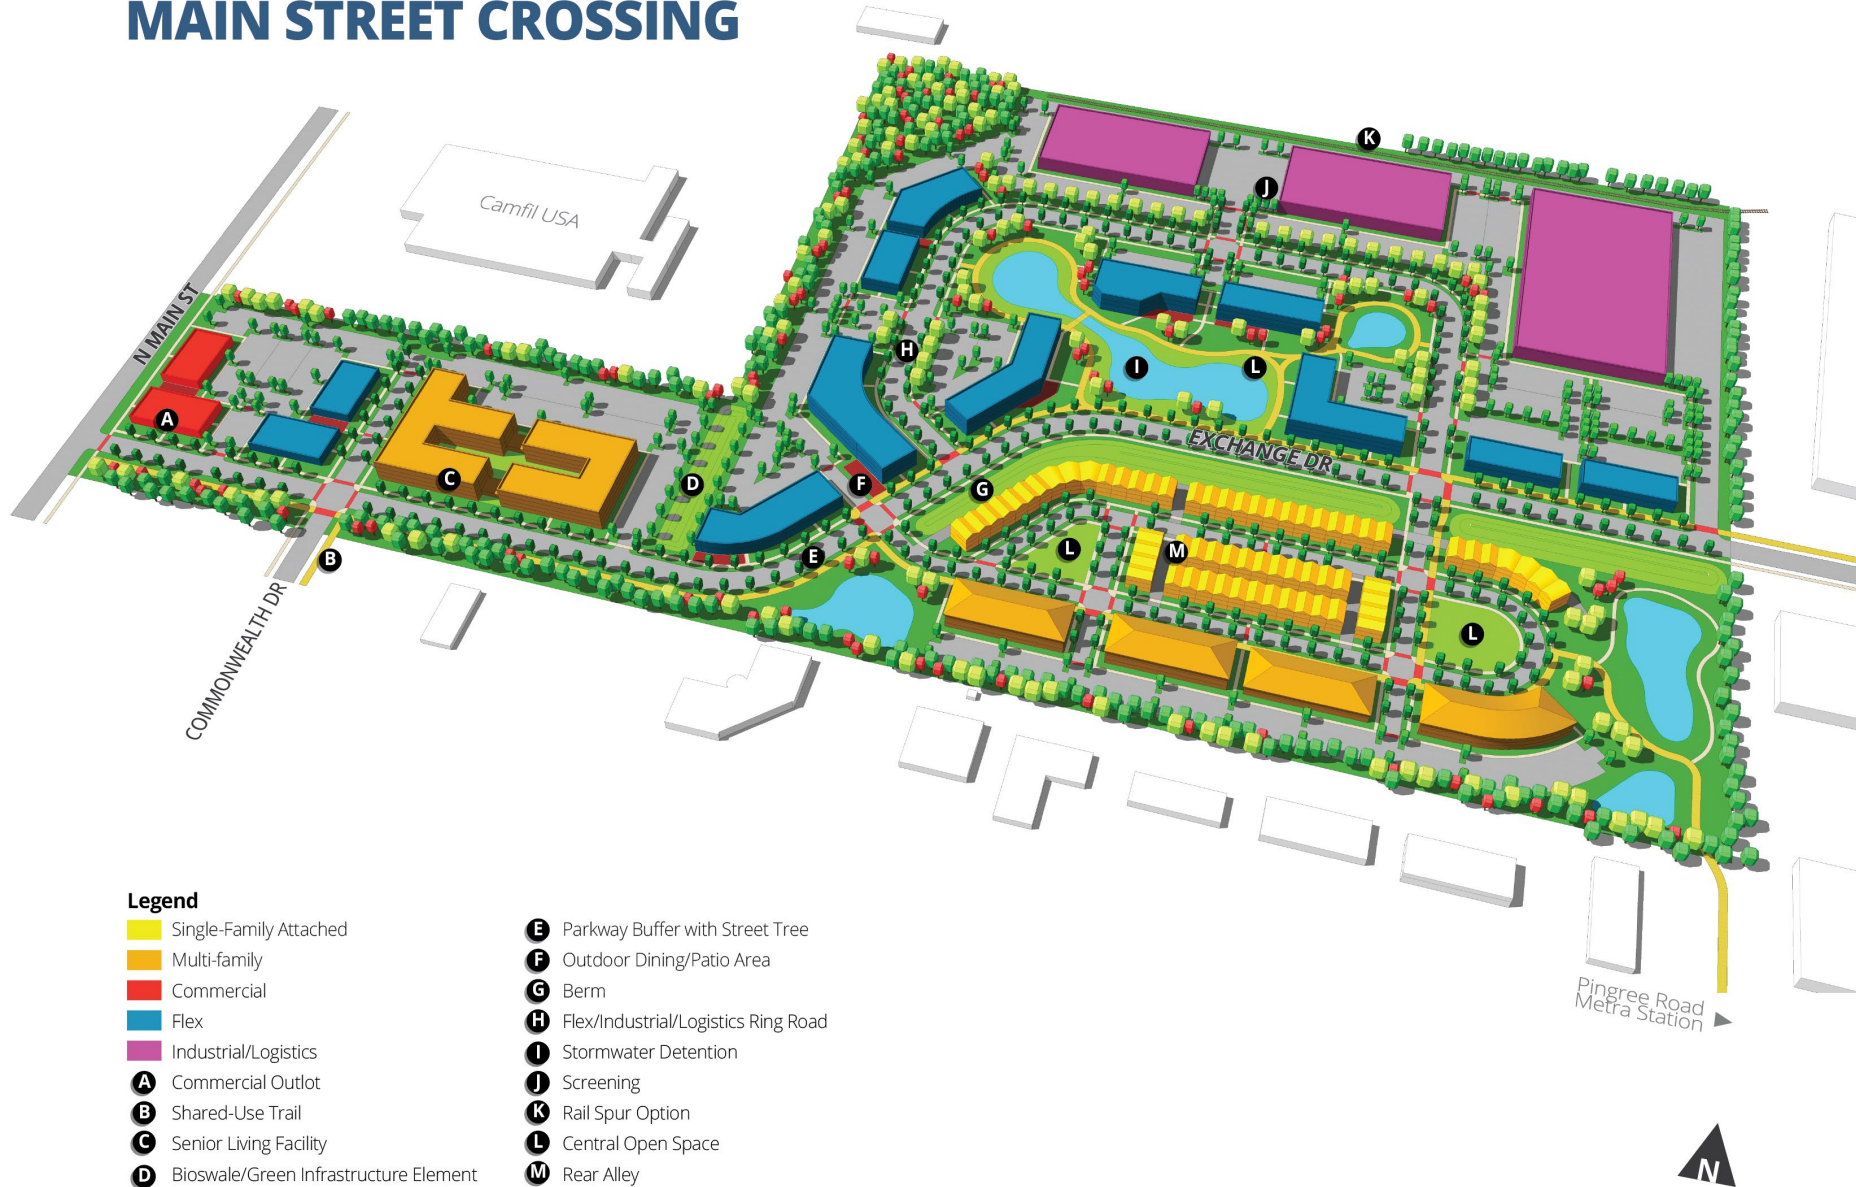 MAIN STREET CROSSING
Camfil USA
N MAIN ST
COMMONWEALTH DR
EXCHANGE DR
K
J
H
I
L
A
C
D
F
G
E
B
L
M
L
Pingree Road
Metra Station
Legend
Single-Family Attached
Multi-family
Commercial
Flex
Industrial/Logistics
A Commercial Outlot
B Shared-Use Trail
C Senior Living Facility
D Bioswale/Green Infrastructure Element
E Parkway Buffer with Street Tree
F Outdoor Dining/Patio Area
G Berm
H Flex/Industrial/Logistics Ring Road
I Stormwater Detention
J Screening
K Rail Spur Option
L Central Open Space
M Rear Alley
N